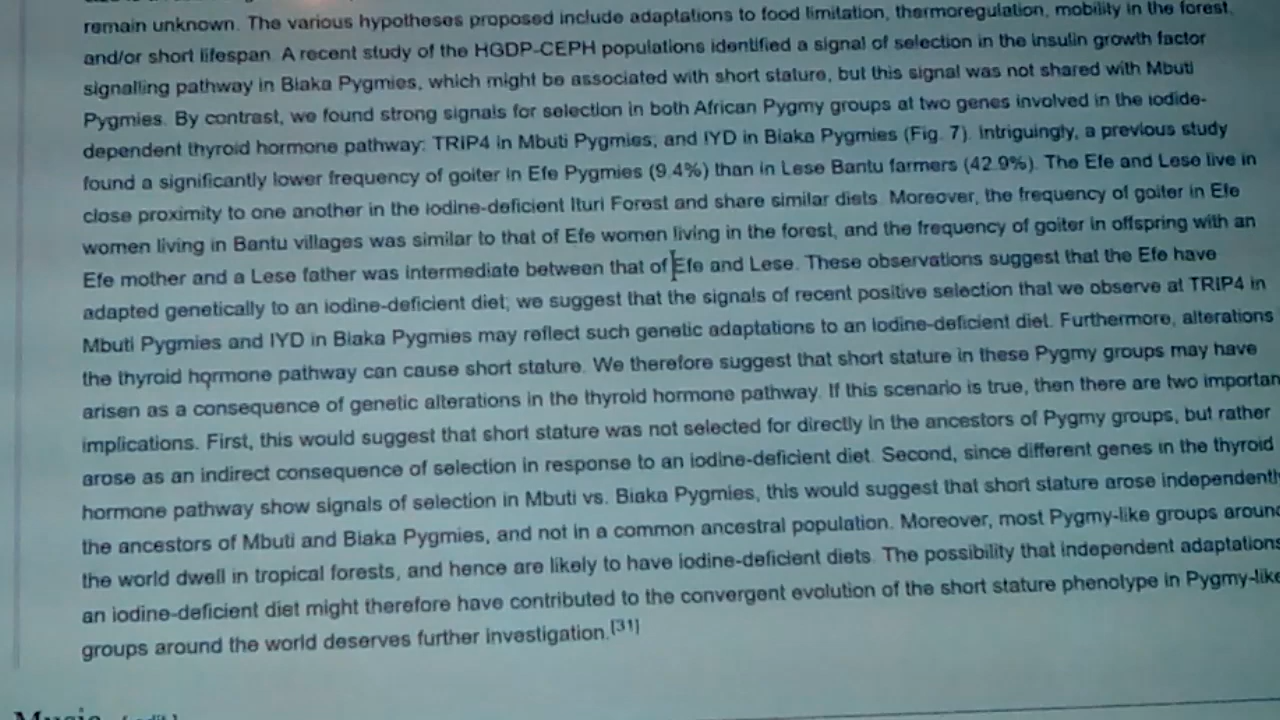 remain unknown. The various hypotheses proposed include adaptations to food limitation, thermoregulation, mobility in the forest,
and/or short lifespan. A recent study of the HGDP-CEPH populations identified a signal of selection in the insulin growth factor
signalling pathway in Biaka Pygmies, which might be associated with short stature, but this signal was not shared with Mbuti
Pygmies. By contrast, we found strong signals for selection in both African Pygmy groups at two genes involved in the iodide-
dependent thyroid hormone pathway: TRIP4 in Mbuti Pygmies; and IYD in Biaka Pygmies (Fig. 7). Intriguingly, a previous study
found a significantly lower frequency of goiter in Efe Pygmies (9.4%) than in Lese Bantu farmers (42.9%). The Efe and Lese live in
close proximity to one another in the iodine-deficient Ituri Forest and share similar diets. Moreover, the frequency of goiter in Efe
women living in Bantu villages was similar to that of Efe women living in the forest, and the frequency of goiter in offspring with an
Efe mother and a Lese father was intermediate between that of Efe and Lese. These observations suggest that the Efe have
adapted genetically to an iodine-deficient diet; we suggest that the signals of recent positive selection that we observe at TRIP4 in
Mbuti Pygmies and IYD in Biaka Pygmies may reflect such genetic adaptations to an iodine-deficient diet. Furthermore, alterations
the thyroid hormone pathway can cause short stature. We therefore suggest that short stature in these Pygmy groups may have
arisen as a consequence of genetic alterations in the thyroid hormone pathway. If this scenario is true, then there are two importan
implications. First, this would suggest that short stature was not selected for directly in the ancestors of Pygmy groups, but rather
arose as an indirect consequence of selection in response to an iodine-deficient diet. Second, since different genes in the thyroid
hormone pathway show signals of selection in Mbuti vs. Biaka Pygmies, this would suggest that short stature arose independentl
the ancestors of Mbuti and Biaka Pygmies, and not in a common ancestral population. Moreover, most Pygmy-like groups aroun
the world dwell in tropical forests, and hence are likely to have iodine-deficient diets. The possibility that independent adaptations
an iodine-deficient diet might therefore have contributed to the convergent evolution of the short stature phenotype in Pygmy-like
groups around the world deserves further investigation.[31]